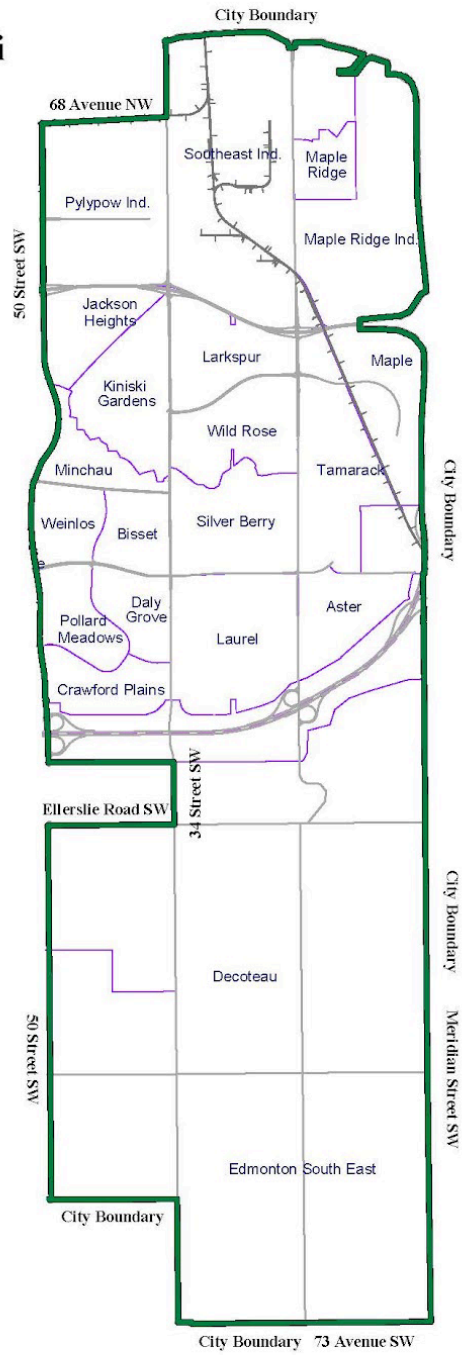 City Boundary
i
68 Avenue NW
Southeast Ind.
Maple
Ridge
Pylypow Ind.
Maple Ridge Ind.
50 Street SW
Jackson
Heights
Larkspur
Maple
Kiniski
Gardens
Wild Rose
Minchau
Tamarack
City Boundary
Weinlos
Bisset
Silver Berry
e
Daly
Grove
Aster
Pollard
Meadows
Laurel
Crawford Plains
34 Street SW
Ellerslie Road SW
City Boundary
Decoteau
50 Street SW
Meridian Street SW
Edmonton South East
City Boundary
City Boundary 73 Avenue SW